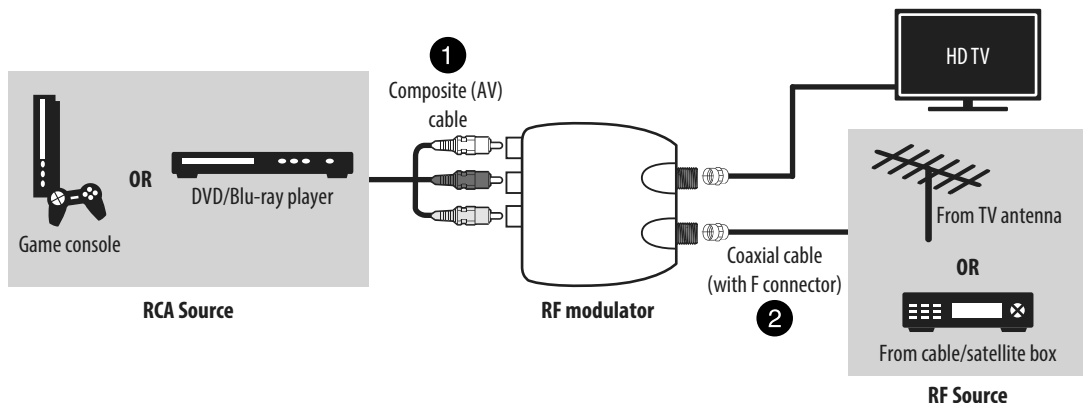 1
Composite (AV)
cable
HD TV
OR
DVD/Blu-ray player
Game console
RCA Source
RF modulator
Coaxial cable
(with F connector)
2
From TV antenna
OR
From cable/satellite box
RF Source